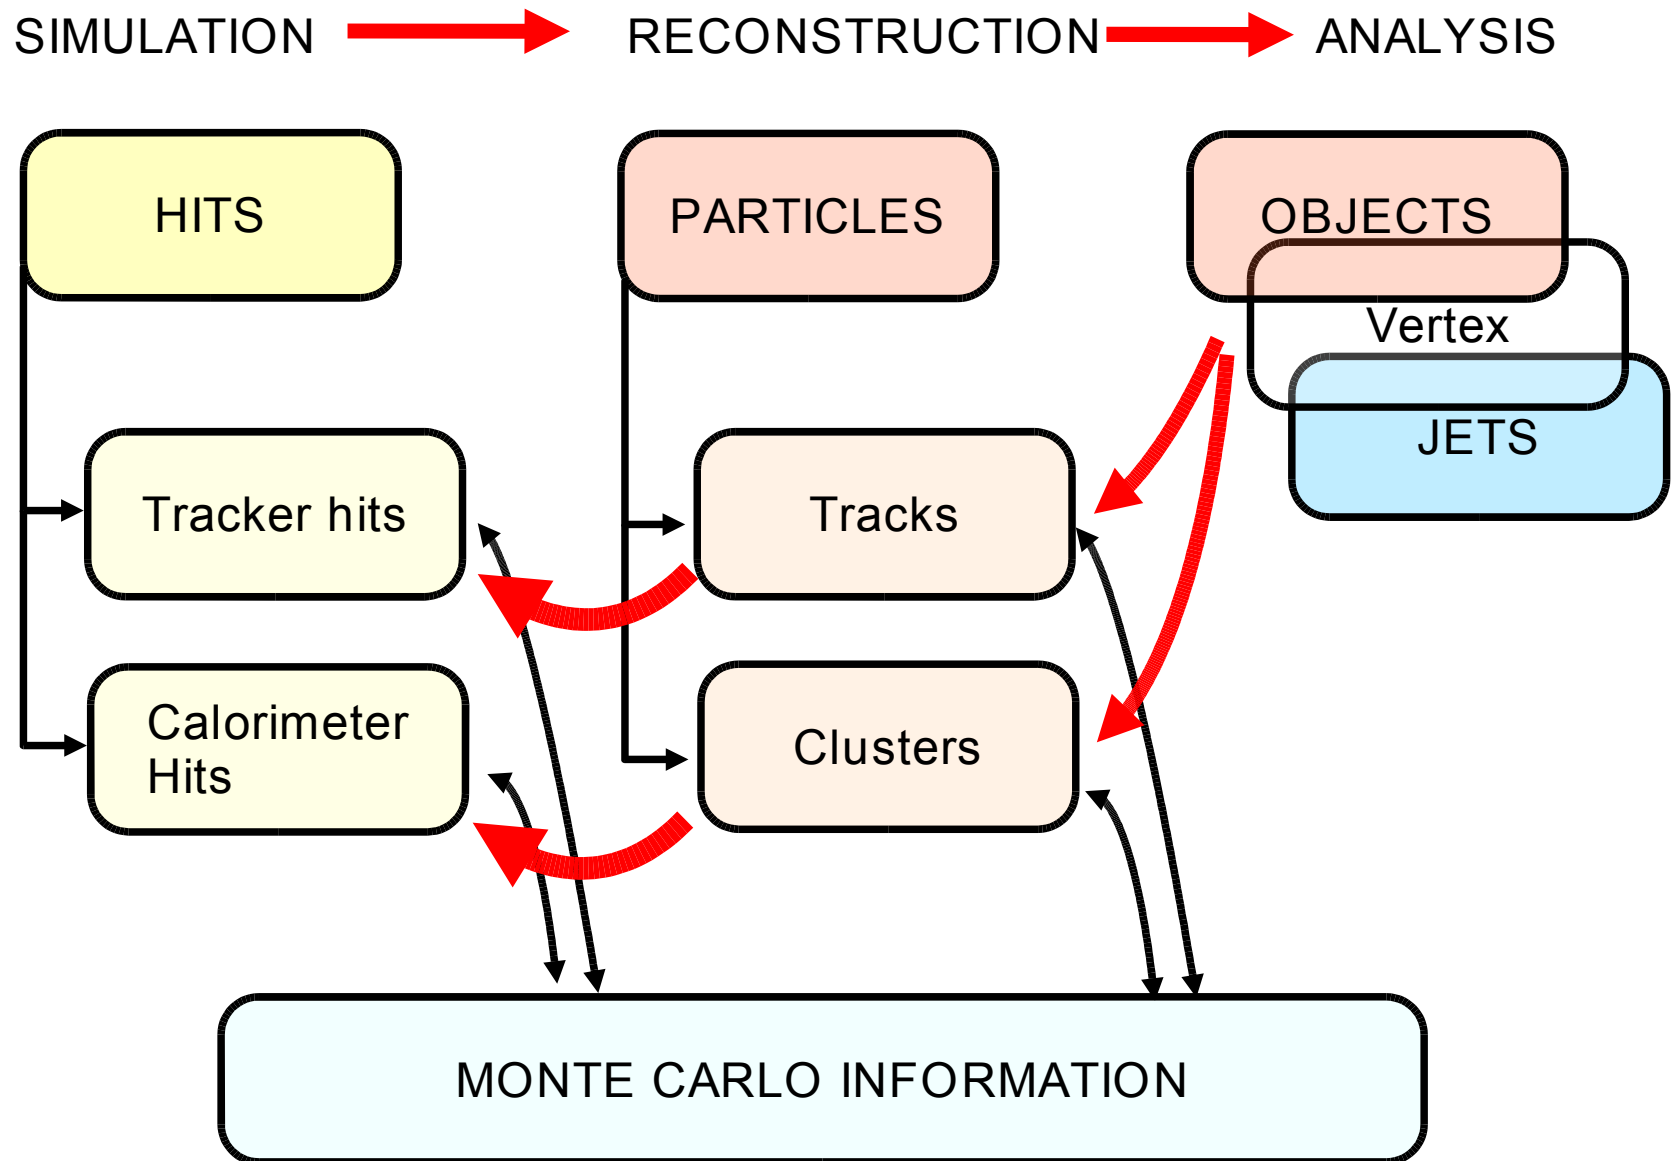 SIMULATION
RECONSTRUCTION
ANALYSIS
HITS
PARTICLES
OBJECTS
Vertex
JETS
Tracker hits
Tracks
Calorimeter
Hits
Clusters
MONTE CARLO INFORMATION